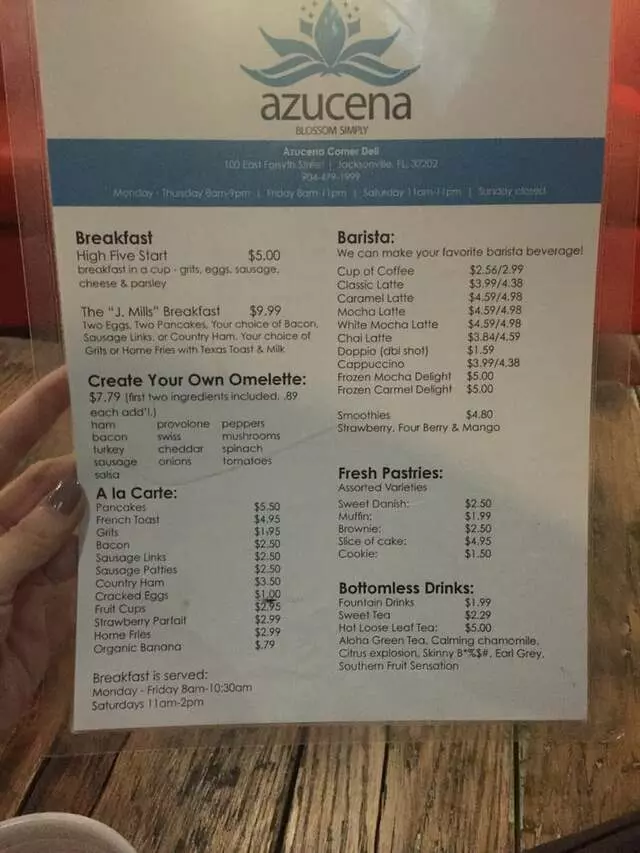 azucena
BLOSSOM SIMPLY
Azucena Corner Deli
100 East Forsyth Street | Jacksonville, FL, 32202
904-479-1999
Monday - Thursday 8am-9pm | Friday 8am-11pm | Saturday 11am-11pm | Sunday closed
Breakfast
High Five Start $5.00
breakfast in a cup - grits, eggs, sausage,
cheese & parsley
The "J. Mills" Breakfast $9.99
Two Eggs, Two Pancakes, Your choice of Bacon,
Sausage Links, or Country Ham. Your choice of
Grits or Home Fries with Texas Toast & Milk
Create Your Own Omelette:
$7.79 (first two ingredients included, .89
each add'l.)
ham provolone peppers
bacon swiss mushrooms
turkey cheddar spinach
sausage onions tomatoes
salsa
A la Carte:
Pancakes $5.50
French Toast $4.95
Grits $1.95
Bacon $2.50
Sausage Links $2.50
Sausage Patties $2.50
Country Ham $3.50
Cracked Eggs $1.00
Fruit Cups $2.95
Strawberry Parfait $2.99
Home Fries $2.99
Organic Banana $.79
Breakfast is served:
Monday - Friday 8am-10:30am
Saturdays 11am-2pm
Barista:
We can make your favorite barista beverage!
Cup of Coffee $2.56/2.99
Classic Latte $3.99/4.38
Caramel Latte $4.59/4.98
Mocha Latte $4.59/4.98
White Mocha Latte $4.59/4.98
Chai Latte $3.84/4.59
Doppio (dbl shot) $1.59
Cappuccino $3.99/4.38
Frozen Mocha Delight $5.00
Frozen Carmel Delight $5.00
Smoothies $4.80
Strawberry, Four Berry & Mango
Fresh Pastries:
Assorted Varieties
Sweet Danish: $2.50
Muffin: $1.99
Brownie: $2.50
Slice of cake: $4.95
Cookie: $1.50
Bottomless Drinks:
Fountain Drinks $1.99
Sweet Tea $2.29
Hot Loose Leaf Tea: $5.00
Aloha Green Tea, Calming chamomile,
Citrus explosion, Skinny B*%$#, Earl Grey,
Southern Fruit Sensation